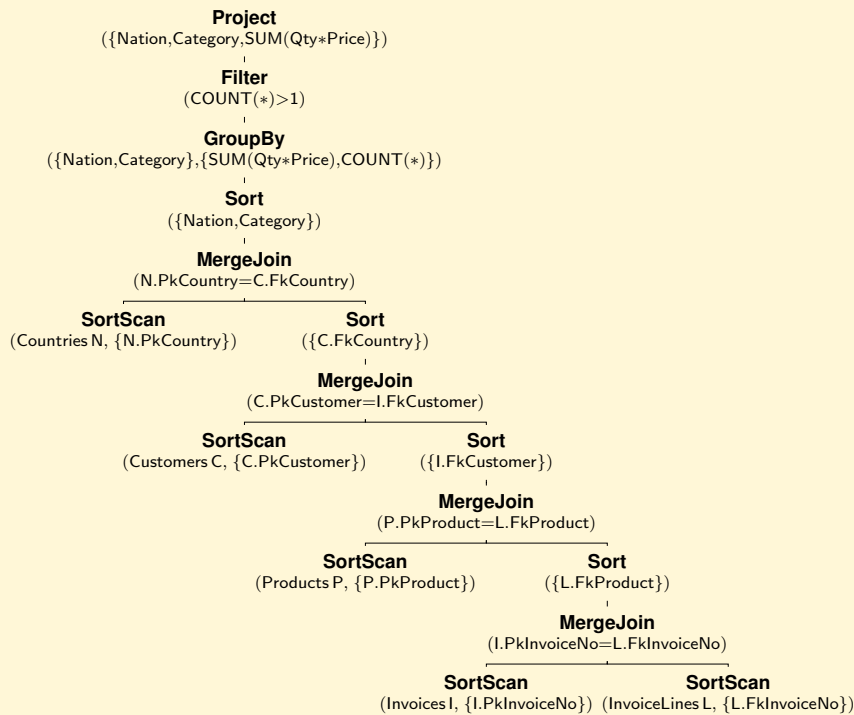 Project
({Nation,Category,SUM(Qty∗Price)})
Filter
(COUNT(∗)>1)
GroupBy
({Nation,Category},{SUM(Qty∗Price),COUNT(∗)})
Sort
({Nation,Category})
MergeJoin
(N.PkCountry=C.FkCountry)
SortScan
(Countries N, {N.PkCountry})
Sort
({C.FkCountry})
MergeJoin
(C.PkCustomer=I.FkCustomer)
SortScan
(Customers C, {C.PkCustomer})
Sort
({I.FkCustomer})
MergeJoin
(P.PkProduct=L.FkProduct)
SortScan
(Products P, {P.PkProduct})
Sort
({L.FkProduct})
MergeJoin
(I.PkInvoiceNo=L.FkInvoiceNo)
SortScan
(Invoices I, {I.PkInvoiceNo})
SortScan
(InvoiceLines L, {L.FkInvoiceNo})